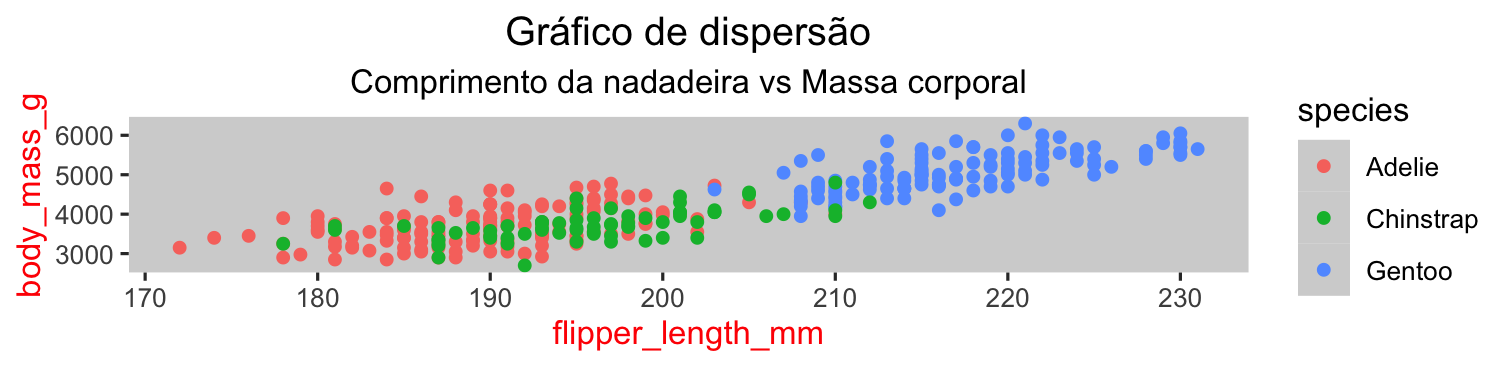 Gráfico de dispersão
Comprimento da nadadeira vs Massa corporal
body_mass_g
6000
5000
4000
3000
170 180 190 200 210 220 230
flipper_length_mm
species
Adelie
Chinstrap
Gentoo